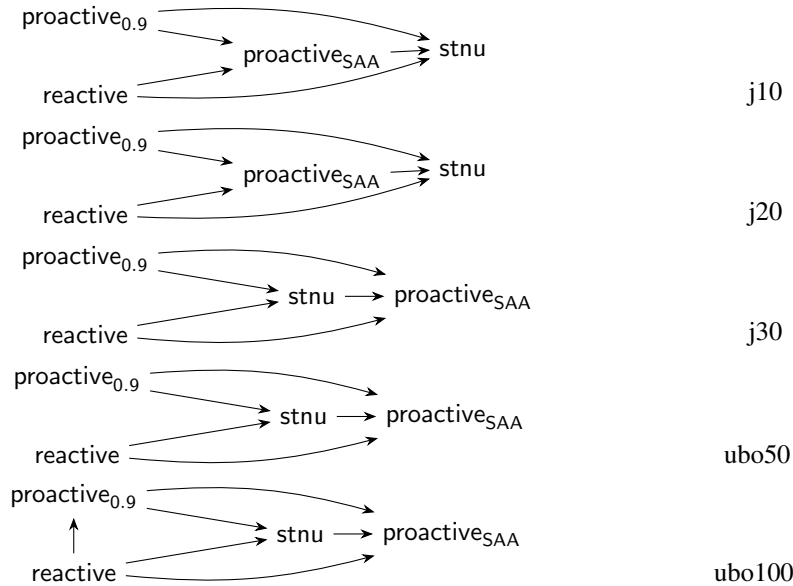 proactive0.9
proactiveSAA
stnu
reactive
j10
proactive0.9
proactiveSAA
stnu
reactive
j20
proactive0.9
stnu
proactiveSAA
reactive
j30
proactive0.9
stnu
proactiveSAA
reactive
ubo50
proactive0.9
stnu
proactiveSAA
reactive
ubo100